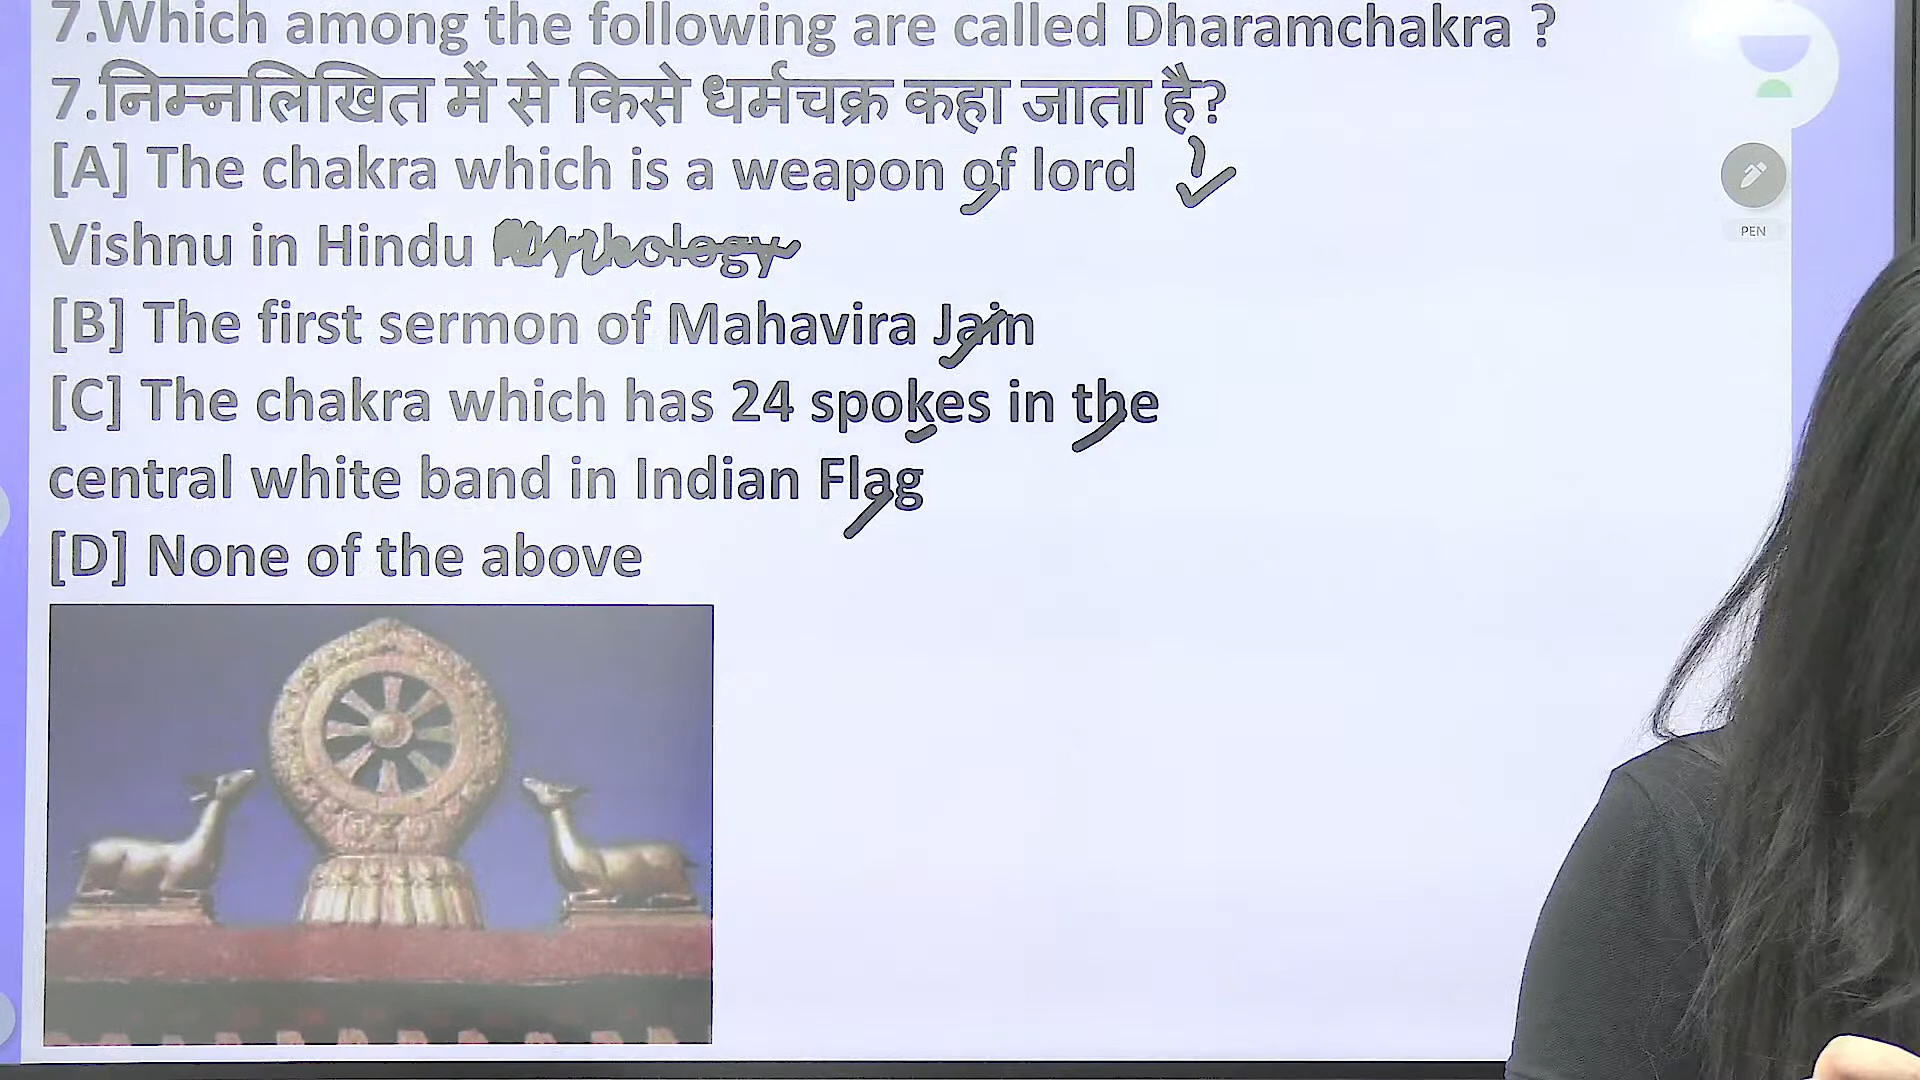 7.Which among the following are called Dharamchakra ?
7.निम्नलिखित में से किसे धर्मचक्र कहा जाता है?
[A] The chakra which is a weapon of lord
Vishnu in Hindu Mythology
[B] The first sermon of Mahavira Jain
[C] The chakra which has 24 spokes in the
central white band in Indian Flag
[D] None of the above
PEN